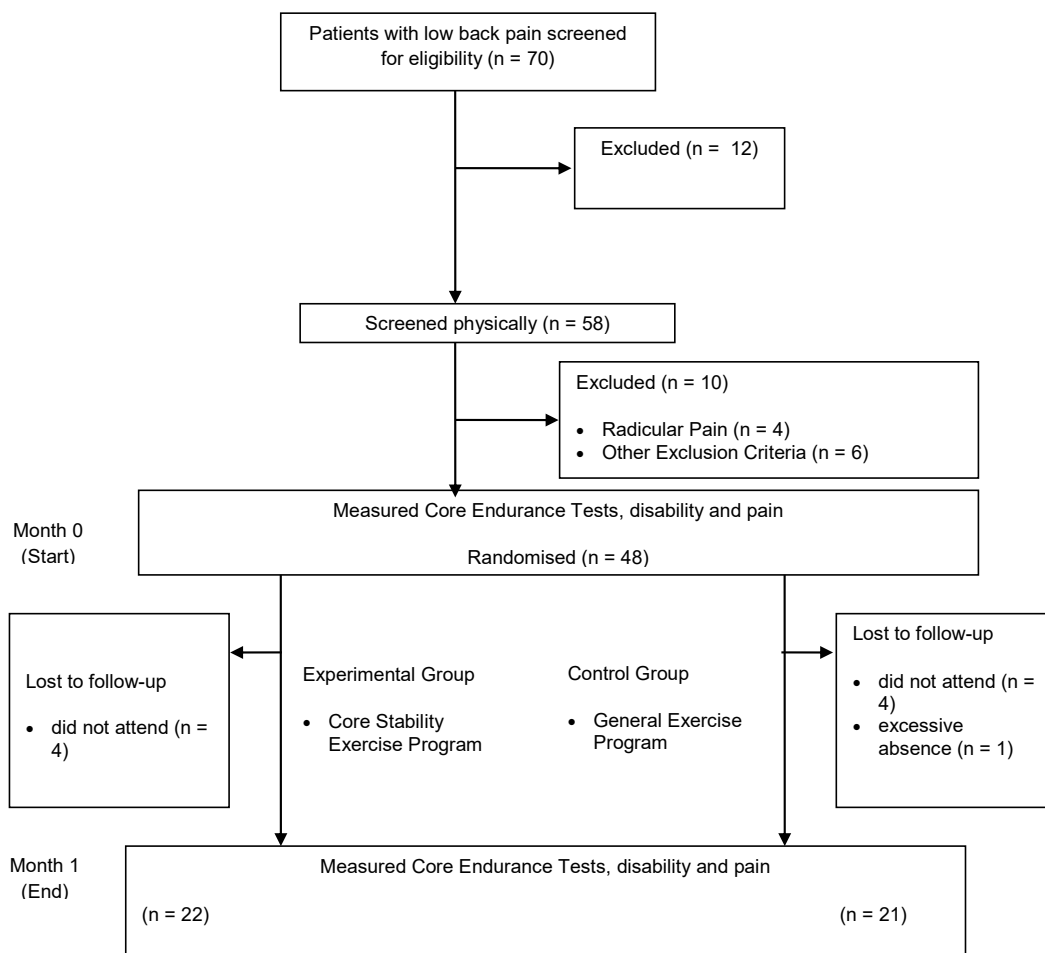 Patients with low back pain screened
for eligibility (n = 70)
Excluded (n =  12)
Screened physically (n = 58)
Excluded (n = 10)
• Radicular Pain (n = 4)
• Other Exclusion Criteria (n = 6)
Month 0
(Start)
Measured Core Endurance Tests, disability and pain
Randomised (n = 48)
Lost to follow-up
• did not attend (n =
4)
Experimental Group
• Core Stability
Exercise Program
Control Group
• General Exercise
Program
Lost to follow-up
• did not attend (n =
4)
• excessive
absence (n = 1)
Month 1
(End)
Measured Core Endurance Tests, disability and pain
(n = 22)
(n = 21)